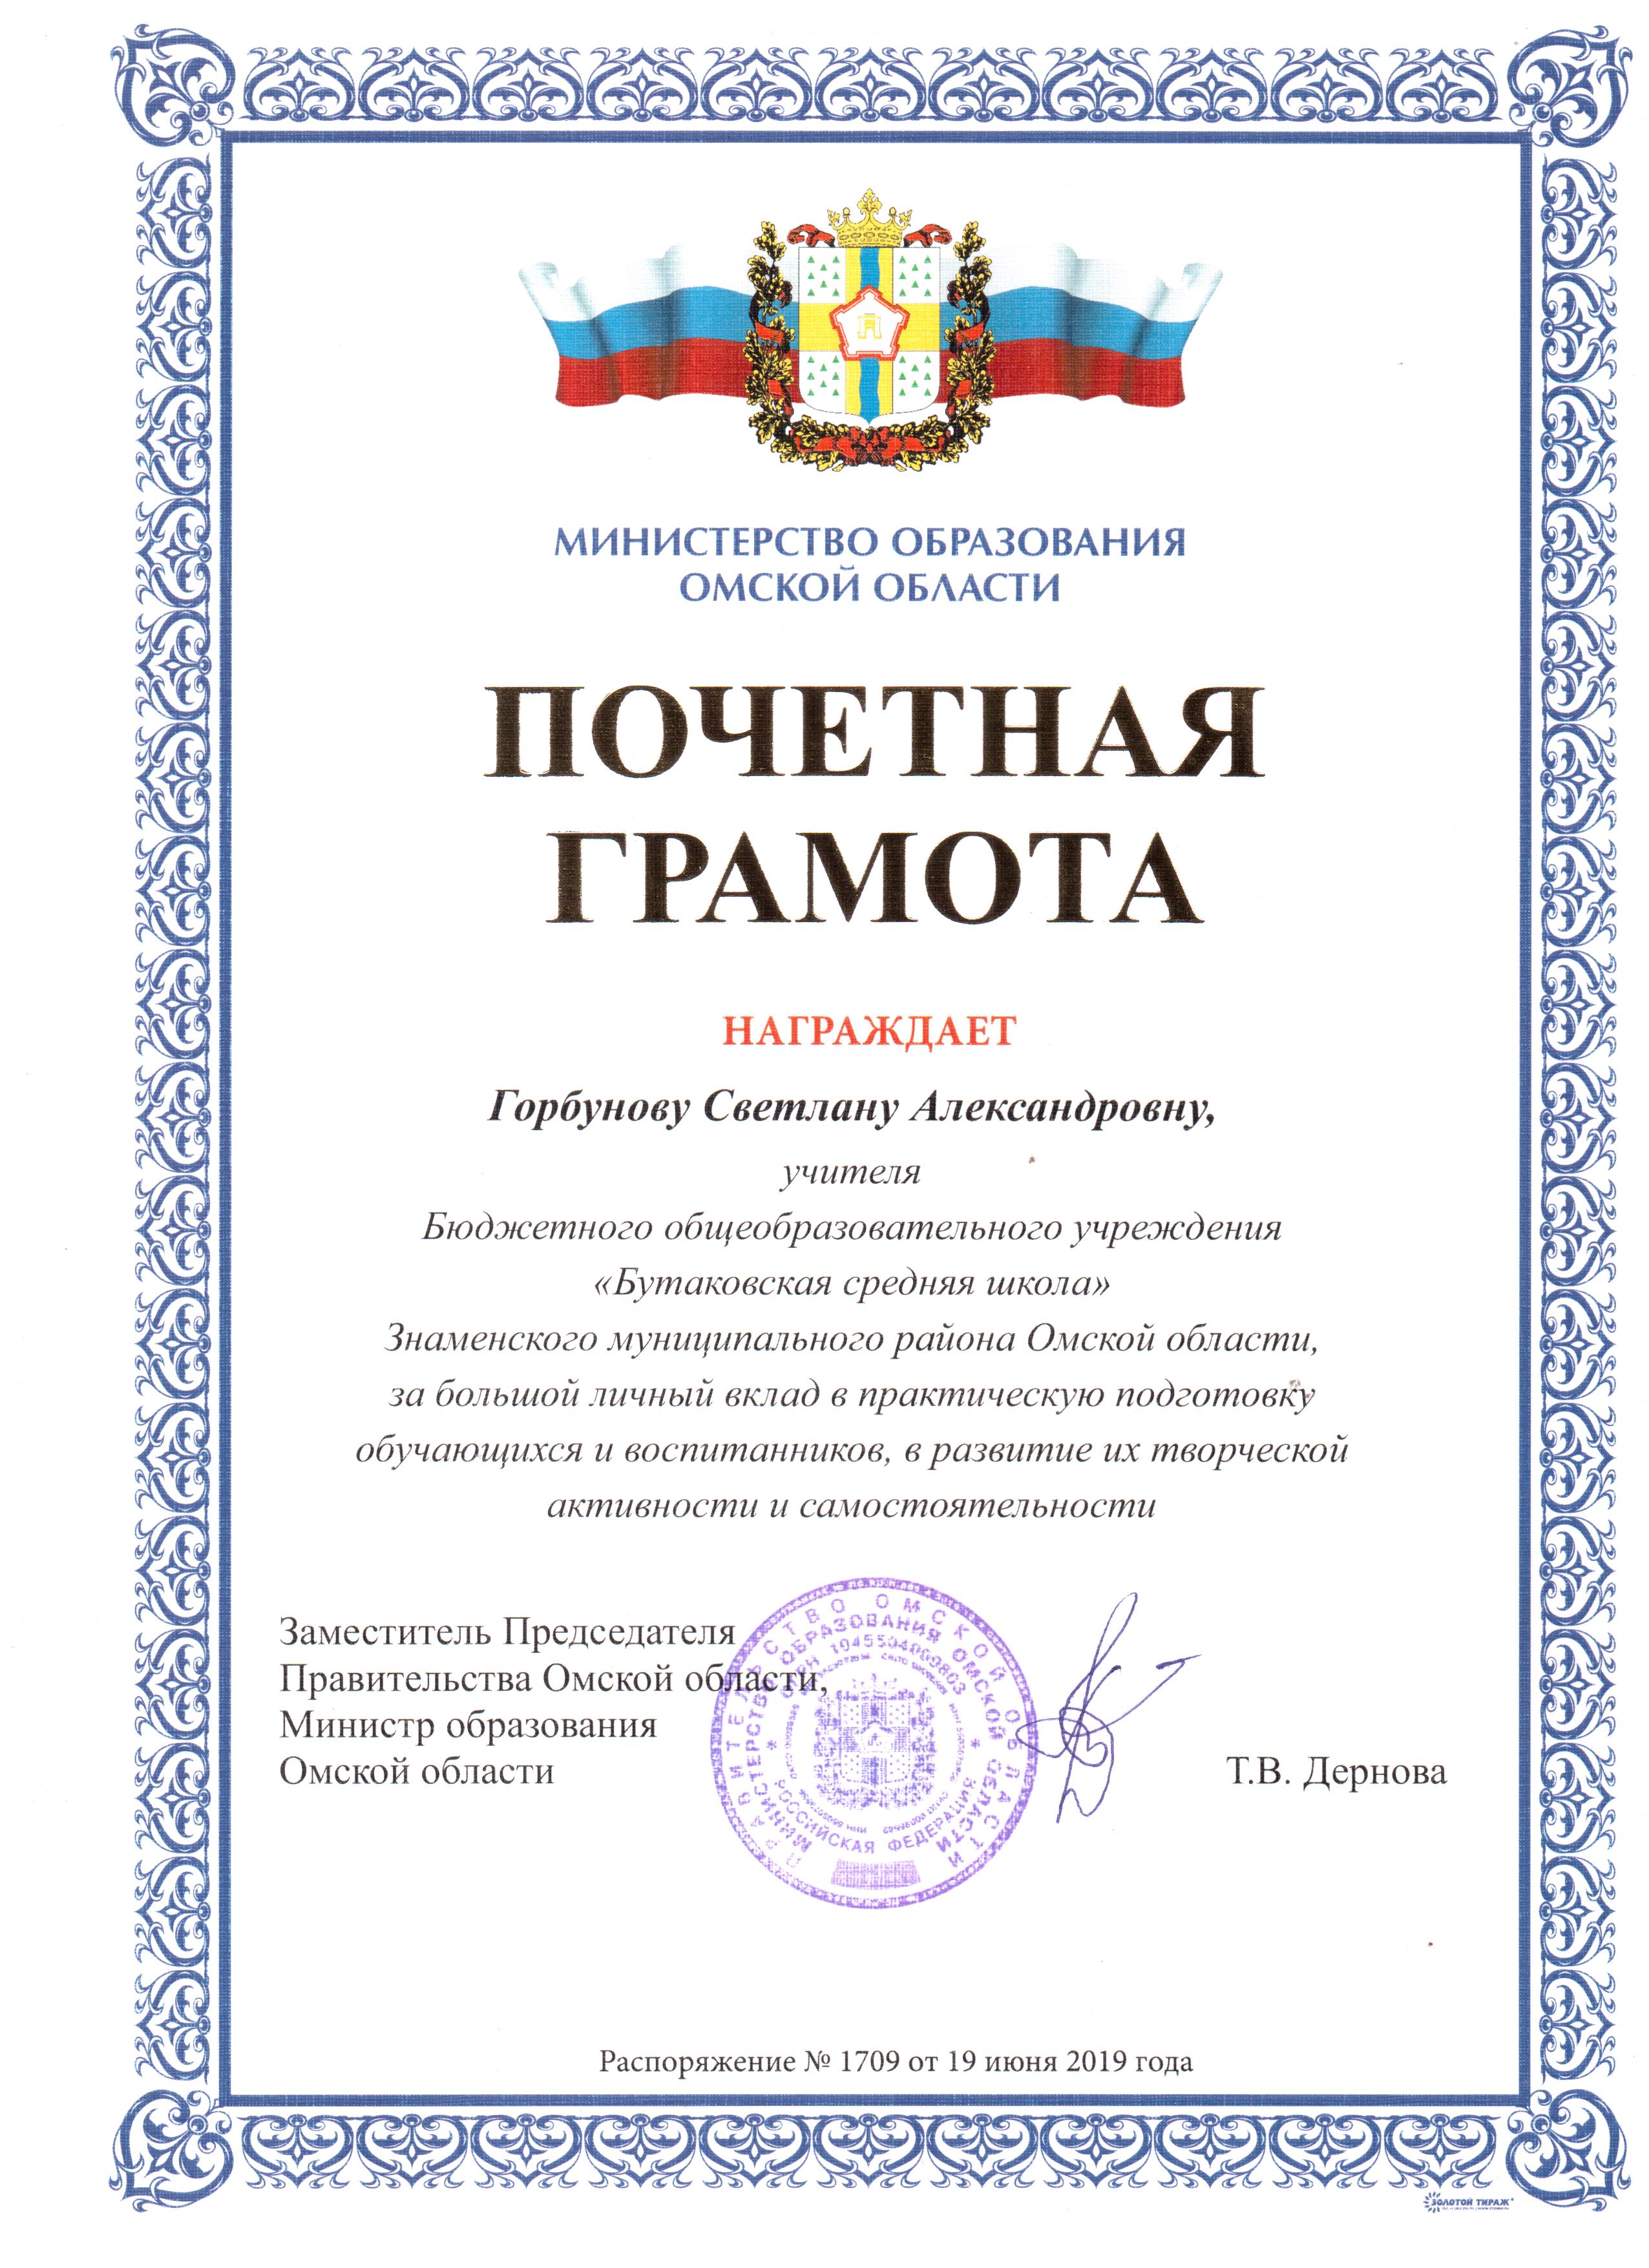 МИНИСТЕРСТВО ОБРАЗОВАНИЯ
ОМСКОЙ ОБЛАСТИ
ПОЧЕТНАЯ
ГРАМОТА
НАГРАЖДАЕТ
Горбунову Светлану Александровну,
учителя
Бюджетного общеобразовательного учреждения
«Бутаковская средняя школа»
Знаменского муниципального района Омской области,
за большой личный вклад в практическую подготовку
обучающихся и воспитанников, в развитие их творческой
активности и самостоятельности
Заместитель Председателя
Правительства Омской области,
Министр образования
Омской области
Т.В. Дернова
ПРАВИТЕЛЬСТВО ОМСКОЙ ОБЛАСТИ
МИНИСТЕРСТВО ОБРАЗОВАНИЯ ОМСКОЙ ОБЛАСТИ
ОГРН 1045504009803
РОССИЙСКАЯ ФЕДЕРАЦИЯ
Распоряжение № 1709 от 19 июня 2019 года
ЗОЛОТОЙ ТИРАЖ